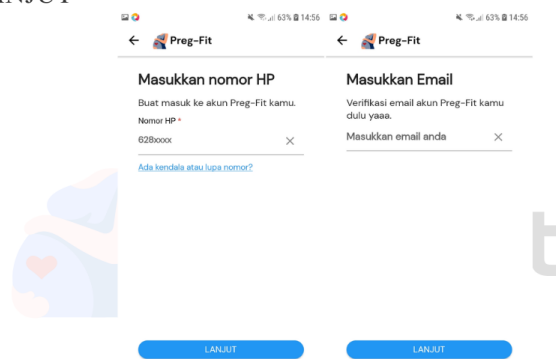 63% 14:56
Preg-Fit
Masukkan nomor HP
Buat masuk ke akun Preg-Fit kamu.
Nomor HP *
628xxxx
Ada kendala atau lupa nomor?
LANJUT
63% 14:56
Preg-Fit
Masukkan Email
Verifikasi email akun Preg-Fit kamu
dulu yaaa.
Masukkan email anda
LANJUT